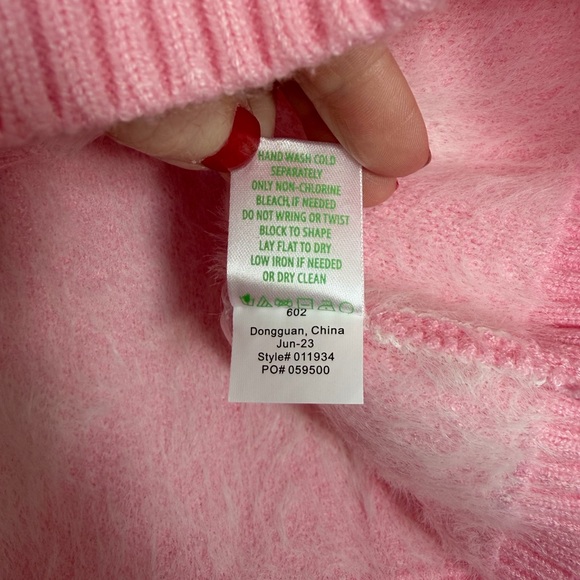 HAND WASH COLD
SEPARATELY
ONLY NON-CHLORINE
BLEACH, IF NEEDED
DO NOT WRING OR TWIST
BLOCK TO SHAPE
LAY FLAT TO DRY
LOW IRON IF NEEDED
OR DRY CLEAN
602
Dongguan, China
Jun-23
Style# 011934
PO# 059500